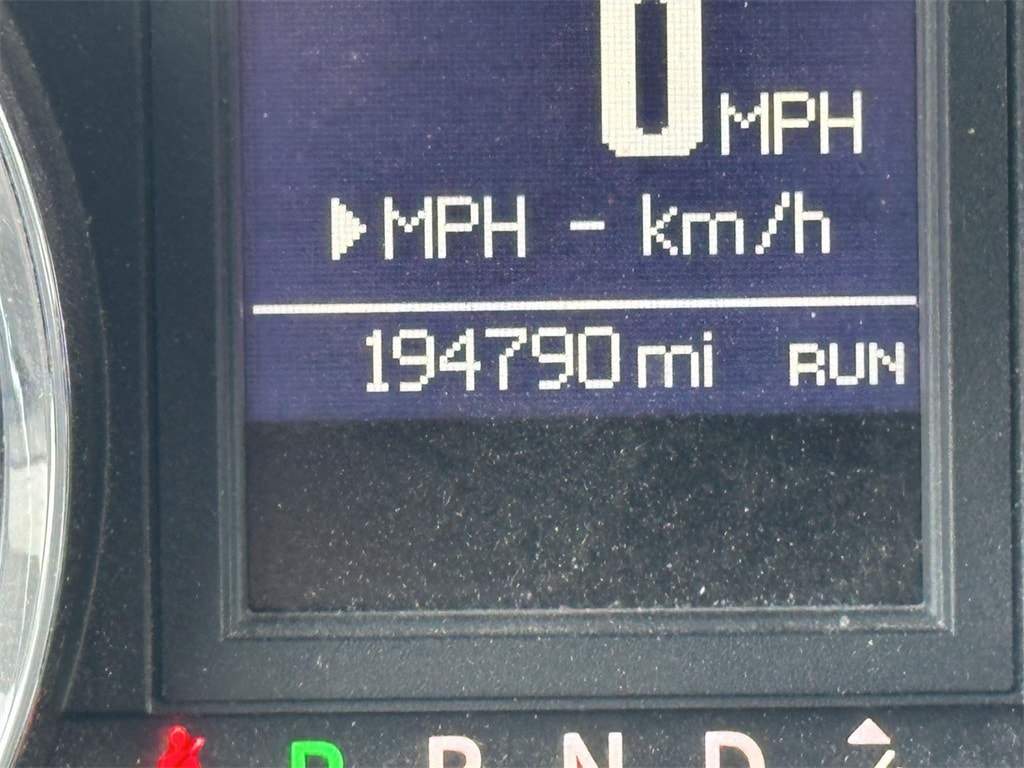 0 MPH
MPH - km/h
194790 mi RUN
P R N D